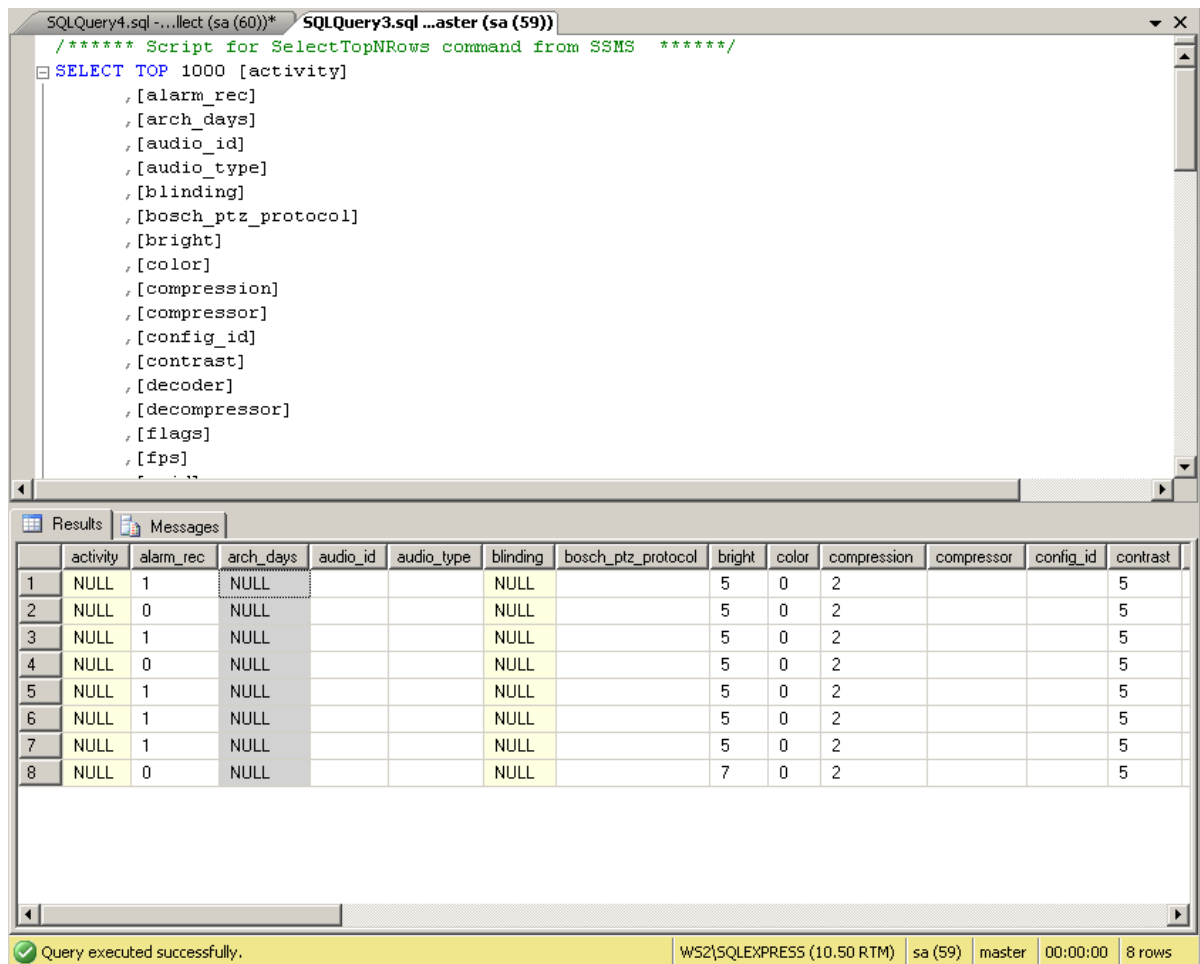 SQLQuery4.sql -...llect (sa (60))* SQLQuery3.sql ...aster (sa (59))
/****** Script for SelectTopNRows command from SSMS ******/
SELECT TOP 1000 [activity]
,[alarm_rec]
,[arch_days]
,[audio_id]
,[audio_type]
,[blinding]
,[bosch_ptz_protocol]
,[bright]
,[color]
,[compression]
,[compressor]
,[config_id]
,[contrast]
,[decoder]
,[decompressor]
,[flags]
,[fps]
Results Messages
activity alarm_rec arch_days audio_id audio_type blinding bosch_ptz_protocol bright color compression compressor config_id contrast
1 NULL 1 NULL NULL 5 0 2 5
2 NULL 0 NULL NULL 5 0 2 5
3 NULL 1 NULL NULL 5 0 2 5
4 NULL 0 NULL NULL 5 0 2 5
5 NULL 1 NULL NULL 5 0 2 5
6 NULL 1 NULL NULL 5 0 2 5
7 NULL 1 NULL NULL 5 0 2 5
8 NULL 0 NULL NULL 7 0 2 5
Query executed successfully. WS2\SQLEXPRESS (10.50 RTM) sa (59) master 00:00:00 8 rows